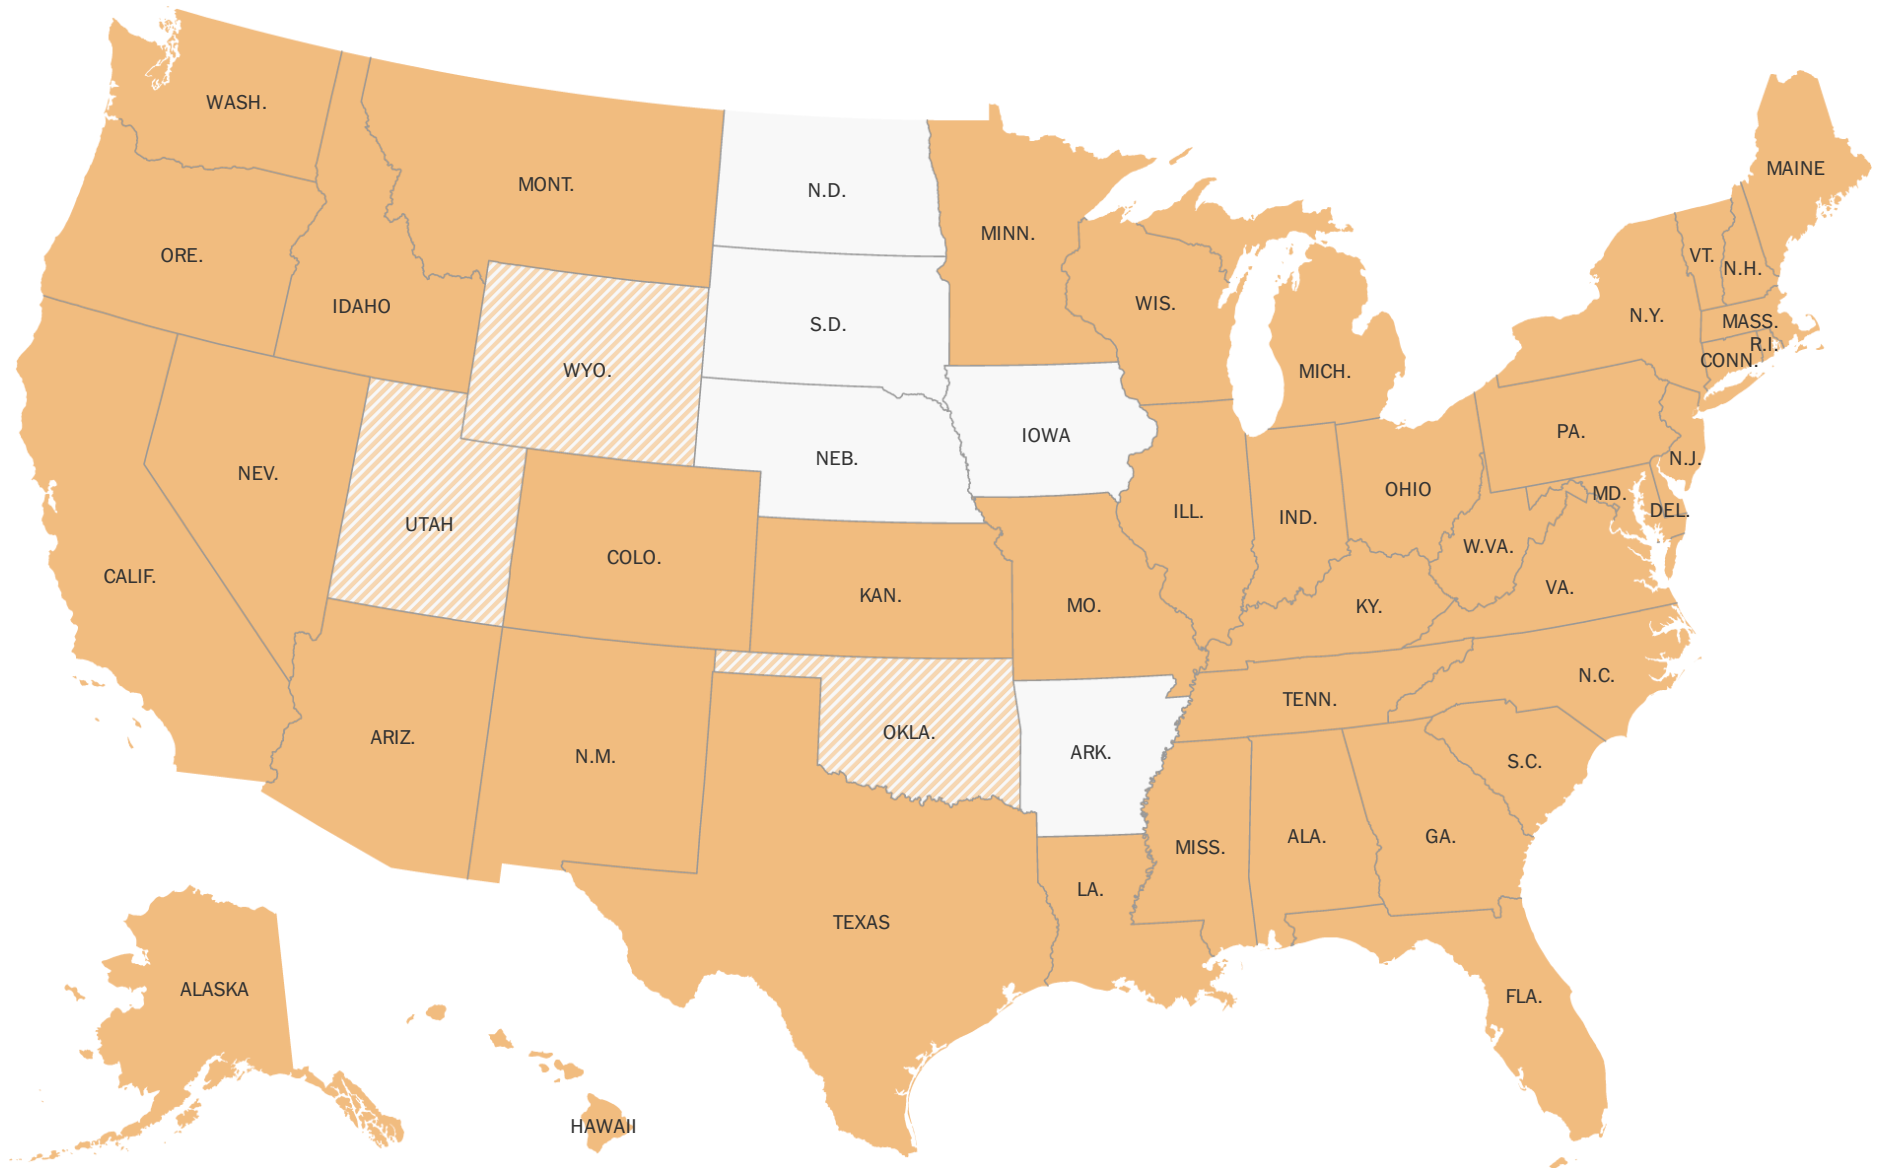 WASH.
MAINE
MONT.
N.D.
MINN.
ORE.
VT.
N.H.
IDAHO
WIS.
N.Y.
MASS.
S.D.
R.I.
CONN.
WYO.
MICH.
PA.
IOWA
NEB.
N.J.
NEV.
OHIO
MD.
DEL.
ILL.
IND.
UTAH
W.VA.
COLO.
CALIF.
VA.
KAN.
MO.
KY.
N.C.
TENN.
OKLA.
ARIZ.
ARK.
N.M.
S.C.
ALA.
GA.
MISS.
LA.
TEXAS
ALASKA
FLA.
HAWAII